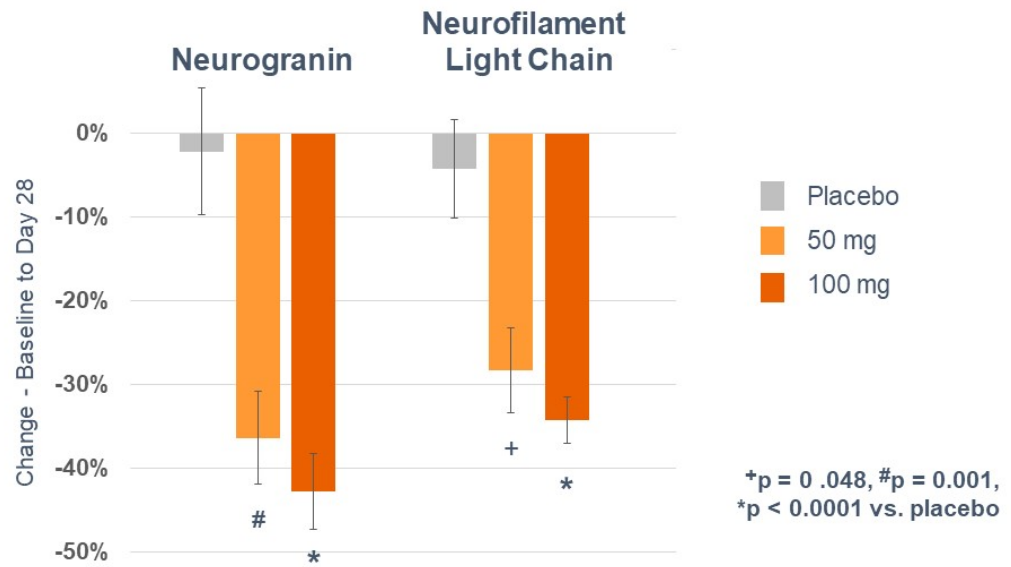 Neurogranin
Neurofilament
Light Chain
0%
-10%
-20%
-30%
-40%
-50%
Change - Baseline to Day 28
#
*
+
*
Placebo
50 mg
100 mg
+p = 0 .048, #p = 0.001,
*p < 0.0001 vs. placebo